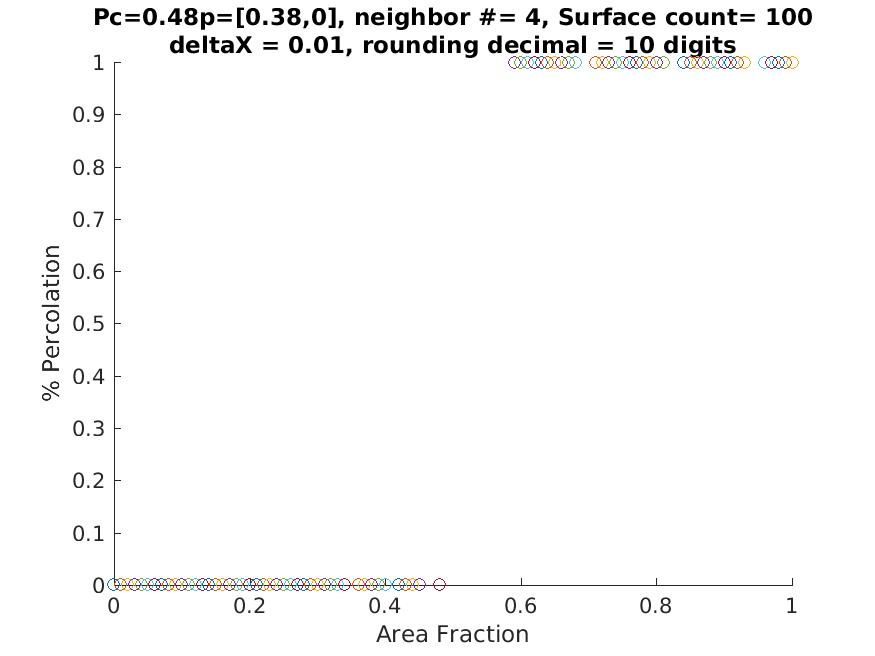 Pc=0.48p=[0.38,0], neighbor #= 4, Surface count= 100
deltaX = 0.01, rounding decimal = 10 digits
1
0.9
0.8
0.7
0.6
0.5
0.4
0.3
0.2
0.1
0
% Percolation
0 0.2 0.4 0.6 0.8 1
Area Fraction